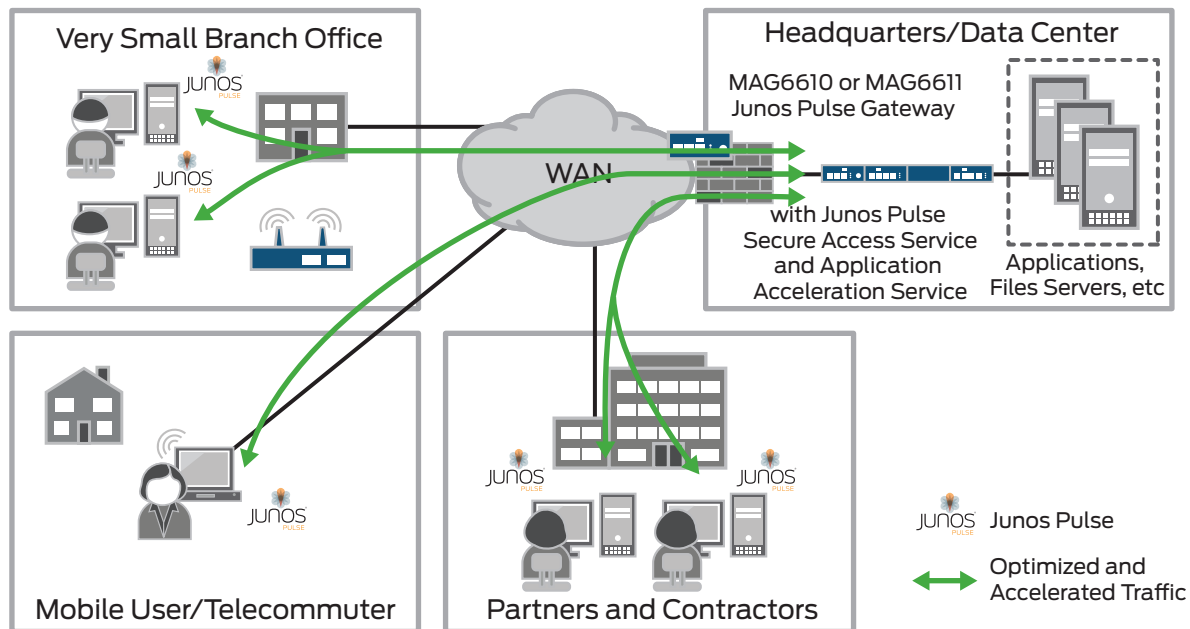 Very Small Branch Office
JUNOS
PULSE
JUNOS
PULSE
WAN
Headquarters/Data Center
MAG6610 or MAG6611
Junos Pulse Gateway
with Junos Pulse
Secure Access Service
and Application
Acceleration Service
Applications,
Files Servers, etc
JUNOS
PULSE
Mobile User/Telecommuter
JUNOS
PULSE
JUNOS
PULSE
Partners and Contractors
JUNOS
PULSE
Junos Pulse
Optimized and
Accelerated Traffic